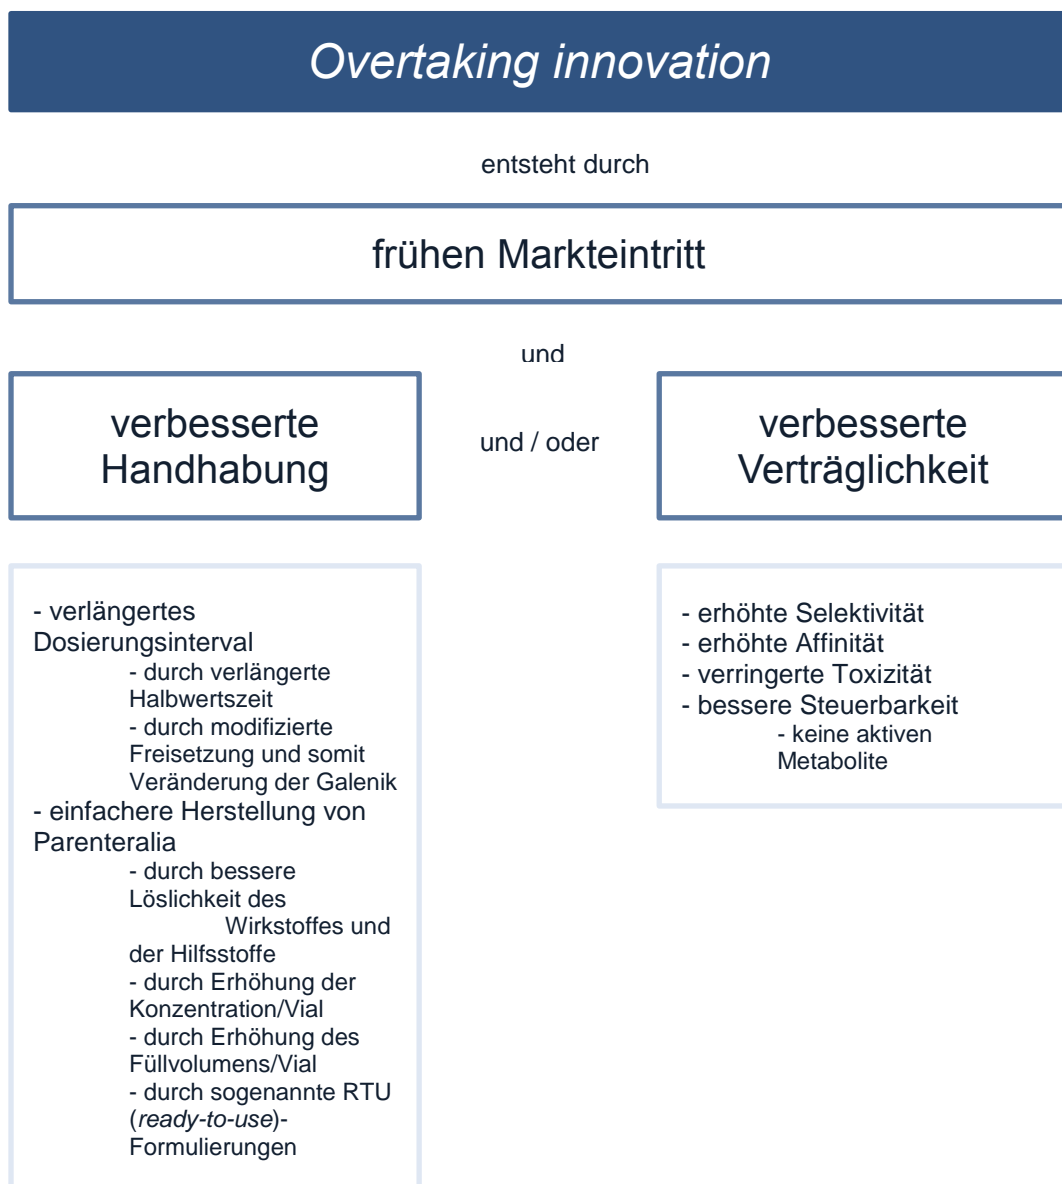 Overtaking innovation
entsteht durch
frühen Markteintritt
und
verbesserte
Handhabung
und / oder
verbesserte
Verträglichkeit
- verlängertes
Dosierungsinterval
- durch verlängerte
Halbwertszeit
- durch modifizierte
Freisetzung und somit
Veränderung der Galenik
- einfachere Herstellung von
Parenteralia
- durch bessere
Löslichkeit des
Wirkstoffes und
der Hilfsstoffe
- durch Erhöhung der
Konzentration/Vial
- durch Erhöhung des
Füllvolumens/Vial
- durch sogenannte RTU
(ready-to-use)-
Formulierungen
- erhöhte Selektivität
- erhöhte Affinität
- verringerte Toxizität
- bessere Steuerbarkeit
- keine aktiven
Metabolite